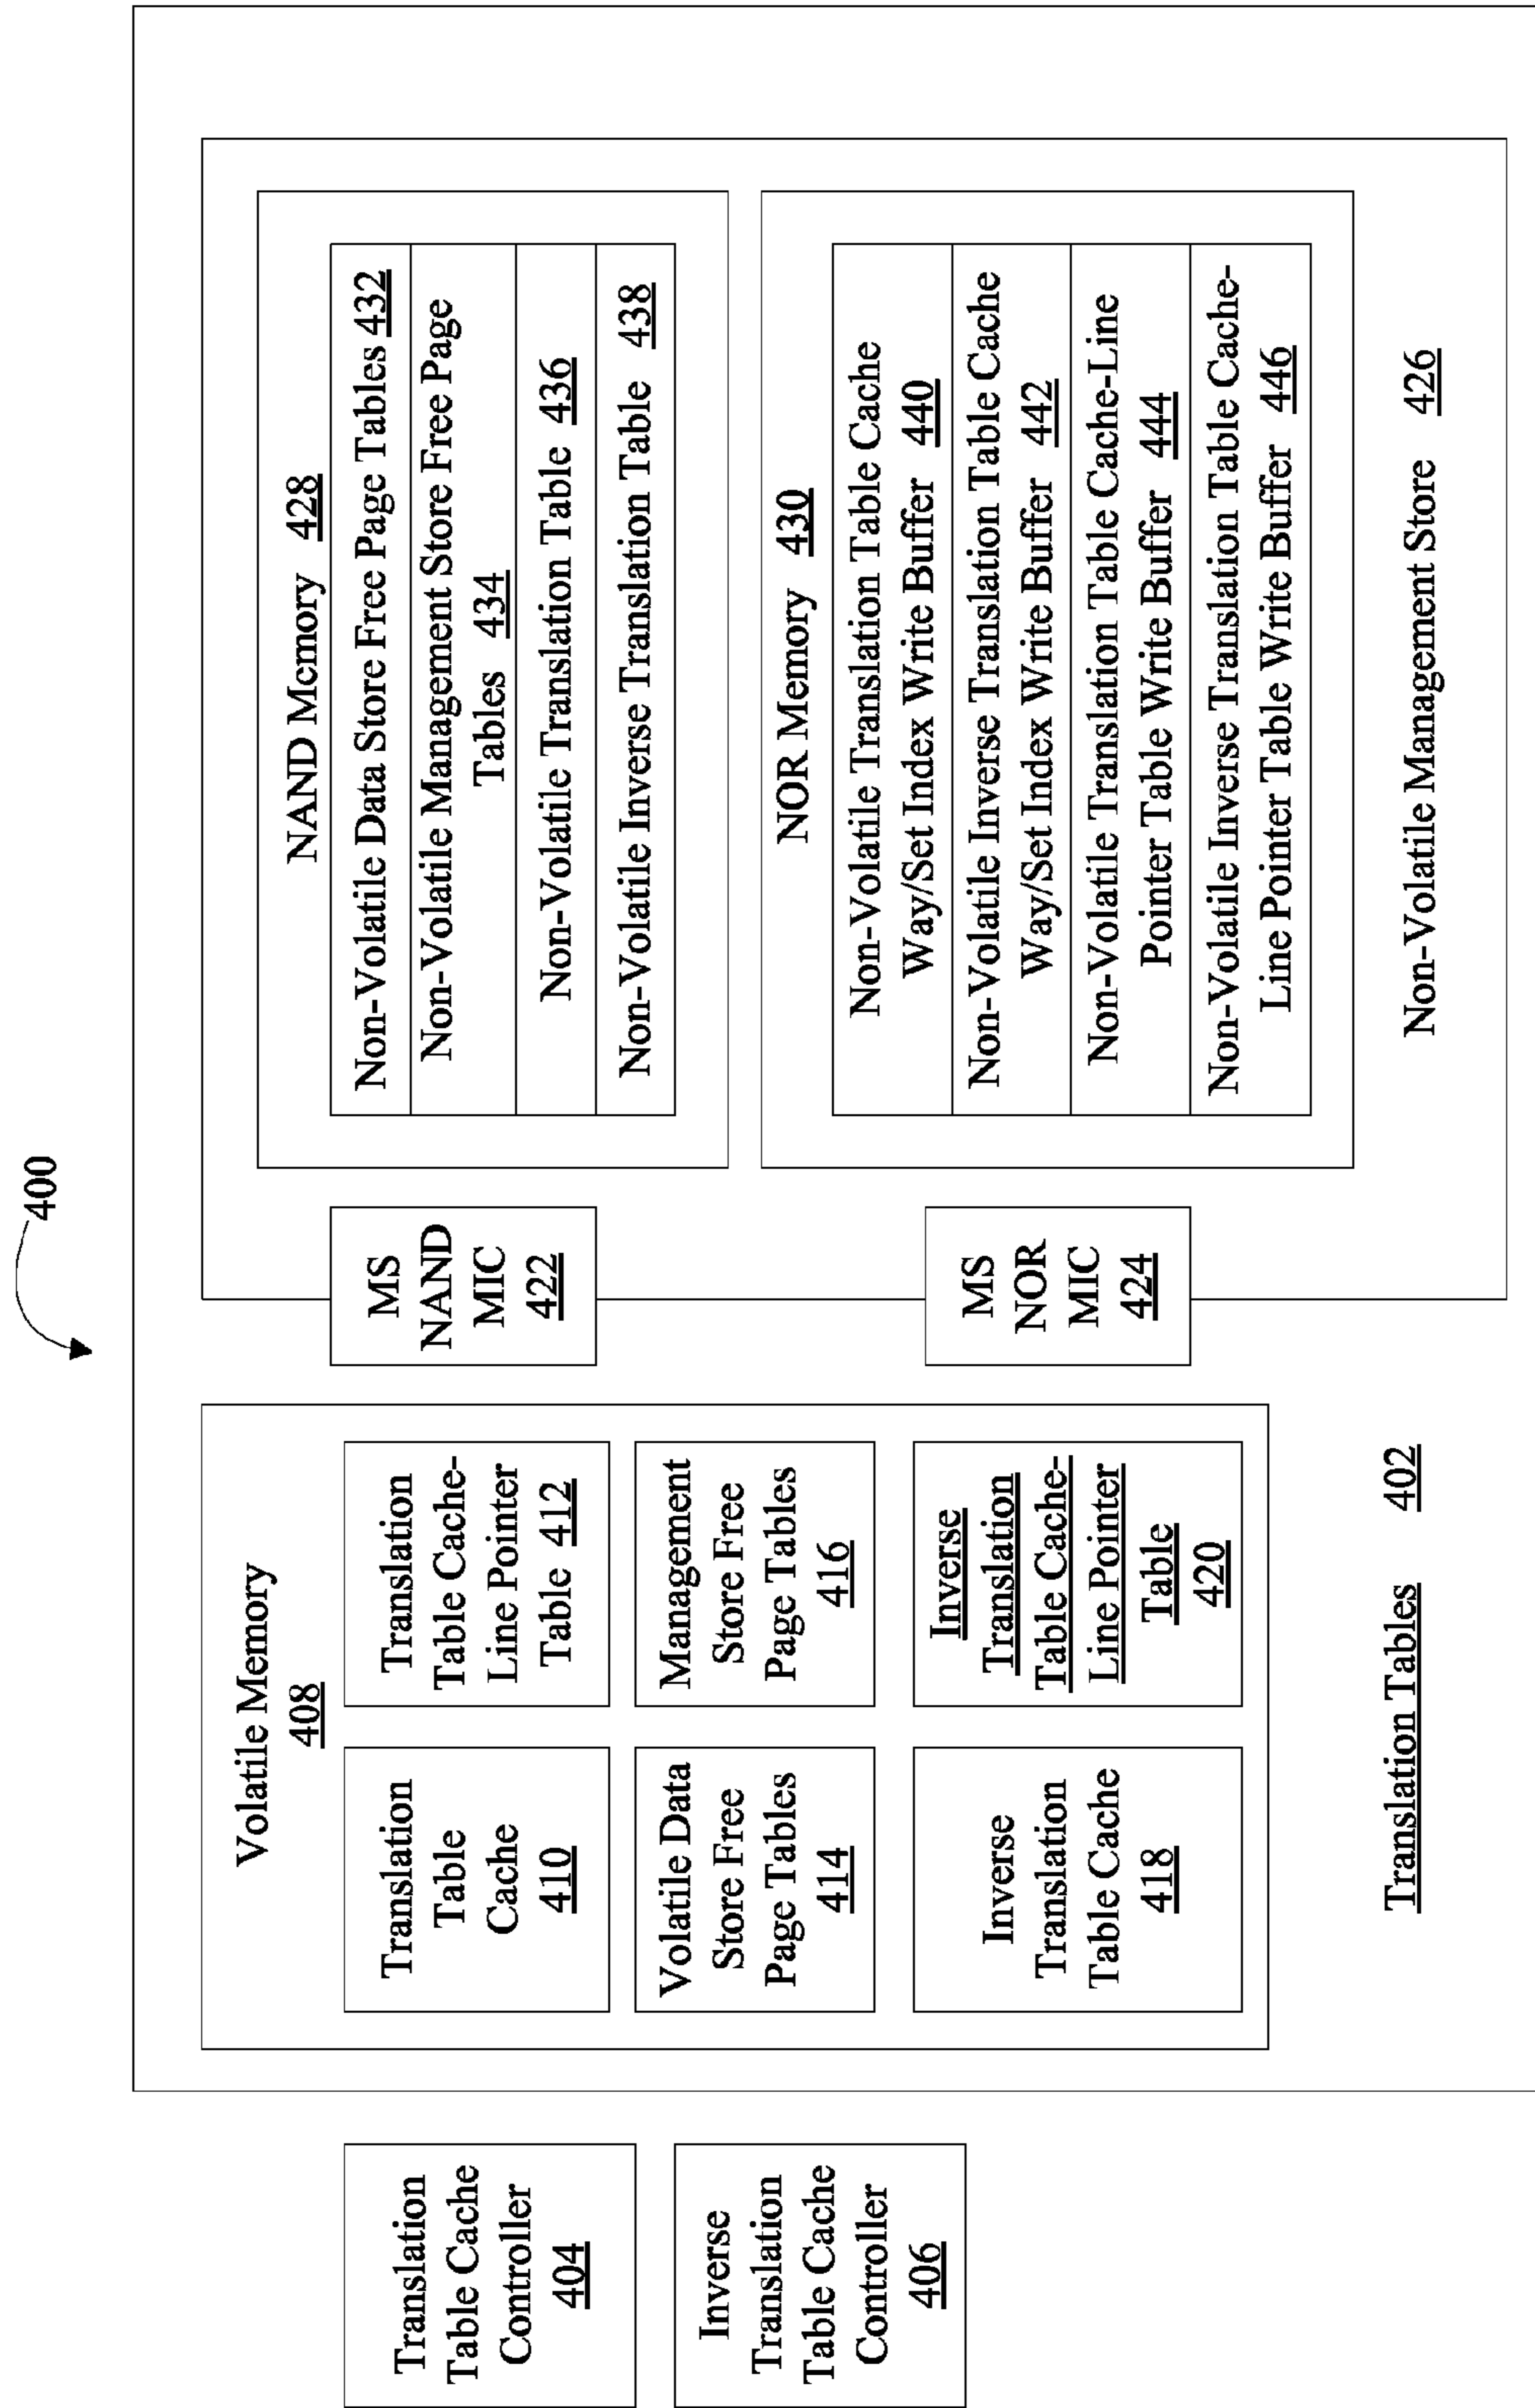 400
Translation
Table Cache
Controller
404
Inverse
Translation
Table Cache
Controller
406
Volatile Memory
408
Translation
Table
Cache
410
Translation
Table Cache-
Line Pointer
Table 412
Volatile Data
Store Free
Page Tables
414
Management
Store Free
Page Tables
416
Inverse
Translation
Table Cache
418
Inverse
Translation
Table Cache-
Line Pointer
Table
420
Translation Tables 402
MS
NAND
MIC
422
MS
NOR
MIC
424
NAND Memory 428
Non-Volatile Data Store Free Page Tables 432
Non-Volatile Management Store Free Page
Tables 434
Non-Volatile Translation Table 436
Non-Volatile Inverse Translation Table 438
NOR Memory 430
Non-Volatile Translation Table Cache
Way/Set Index Write Buffer 440
Non-Volatile Inverse Translation Table Cache
Way/Set Index Write Buffer 442
Non-Volatile Translation Table Cache-Line
Pointer Table Write Buffer 444
Non-Volatile Inverse Translation Table Cache-
Line Pointer Table Write Buffer 446
Non-Volatile Management Store 426